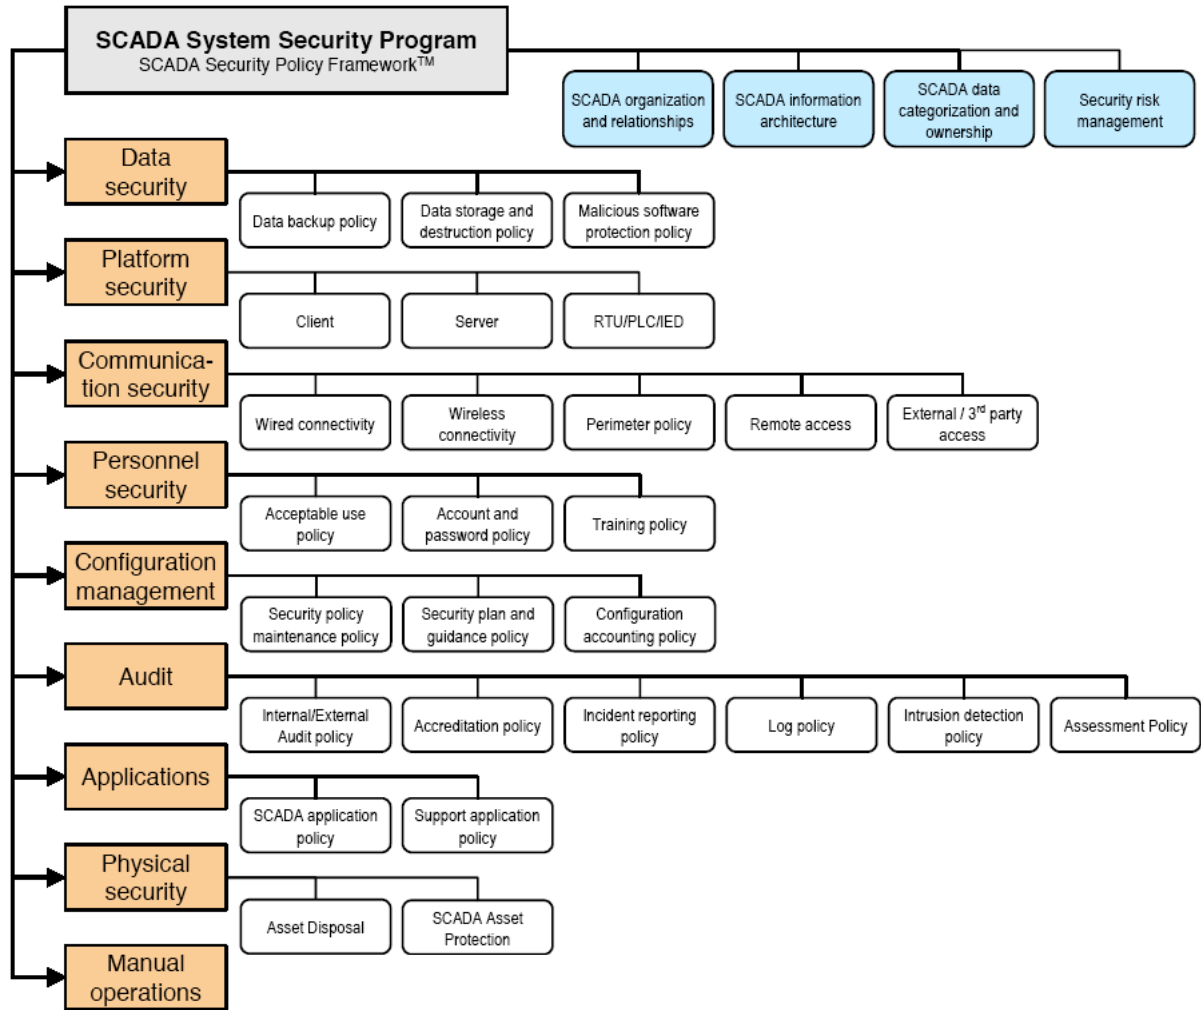 SCADA System Security Program
SCADA Security Policy Framework™
SCADA organization
and relationships
SCADA information
architecture
SCADA data
categorization and
ownership
Security risk
management
Data
security
Data backup policy
Data storage and
destruction policy
Malicious software
protection policy
Platform
security
Client
Server
RTU/PLC/IED
Communica-
tion security
Wired connectivity
Wireless
connectivity
Perimeter policy
Remote access
External / 3rd party
access
Personnel
security
Acceptable use
policy
Account and
password policy
Training policy
Configuration
management
Security policy
maintenance policy
Security plan and
guidance policy
Configuration
accounting policy
Audit
Internal/External
Audit policy
Accreditation policy
Incident reporting
policy
Log policy
Intrusion detection
policy
Assessment Policy
Applications
SCADA application
policy
Support application
policy
Physical
security
Asset Disposal
SCADA Asset
Protection
Manual
operations